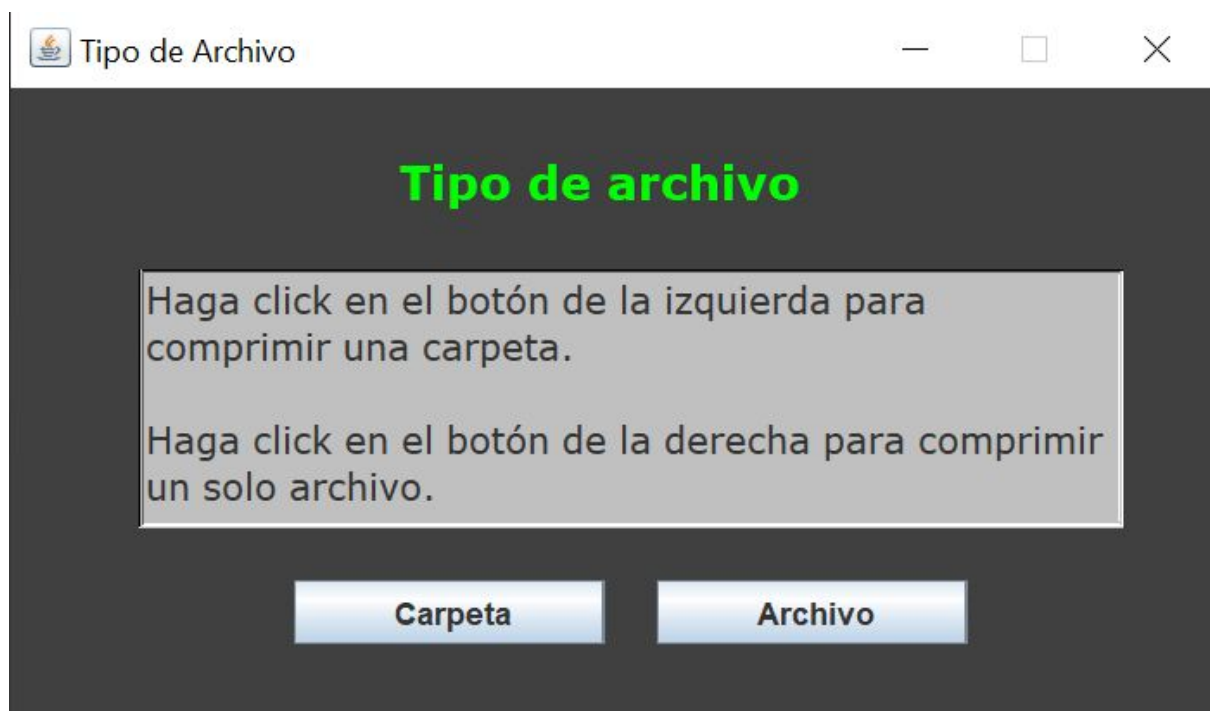 Tipo de Archivo
Tipo de archivo
Haga click en el botón de la izquierda para
comprimir una carpeta.
Haga click en el botón de la derecha para comprimir
un solo archivo.
Carpeta
Archivo